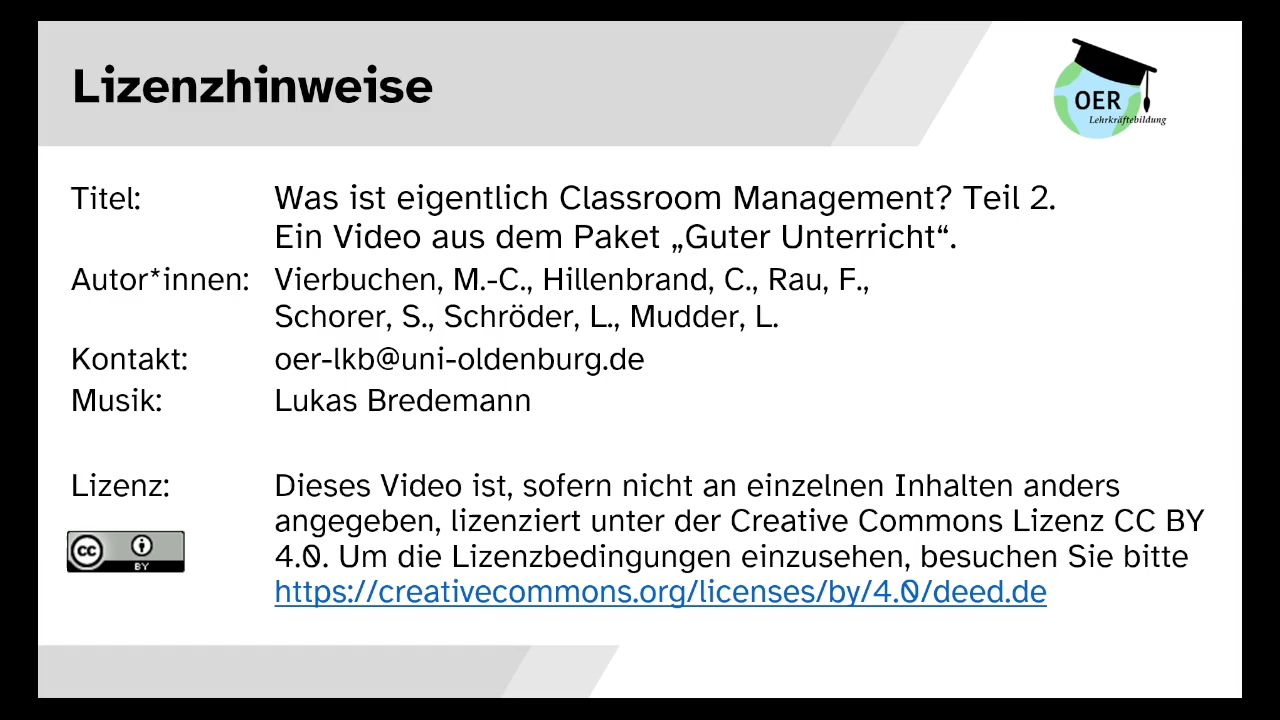 Lizenzhinweise
OER
Lehrkräftebildung
Titel: Was ist eigentlich Classroom Management? Teil 2.
Ein Video aus dem Paket „Guter Unterricht“.
Autor*innen: Vierbuchen, M.-C., Hillenbrand, C., Rau, F.,
Schorer, S., Schröder, L., Mudder, L.
Kontakt: oer-lkb@uni-oldenburg.de
Musik: Lukas Bredemann
Lizenz: Dieses Video ist, sofern nicht an einzelnen Inhalten anders
angegeben, lizenziert unter der Creative Commons Lizenz CC BY
4.0. Um die Lizenzbedingungen einzusehen, besuchen Sie bitte
https://creativecommons.org/licenses/by/4.0/deed.de
cc BY